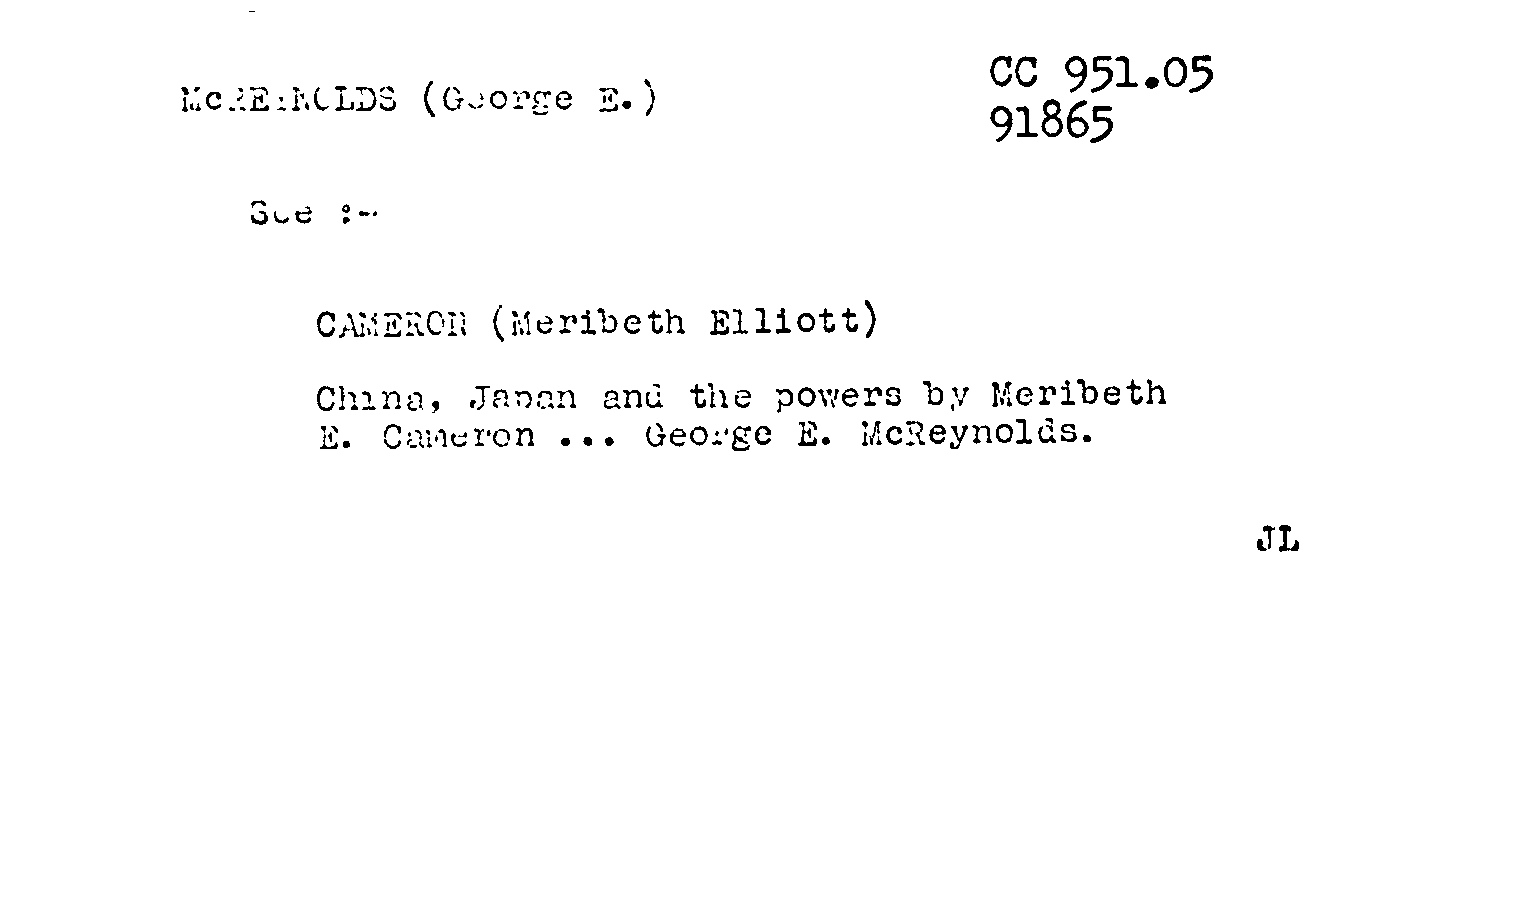 McREYNOLDS (George E.)
CC 951.05
91865
See :-
CAMERON (Meribeth Elliott)
China, Japan and the powers by Meribeth
E. Cameron ... George E. McReynolds.
JL